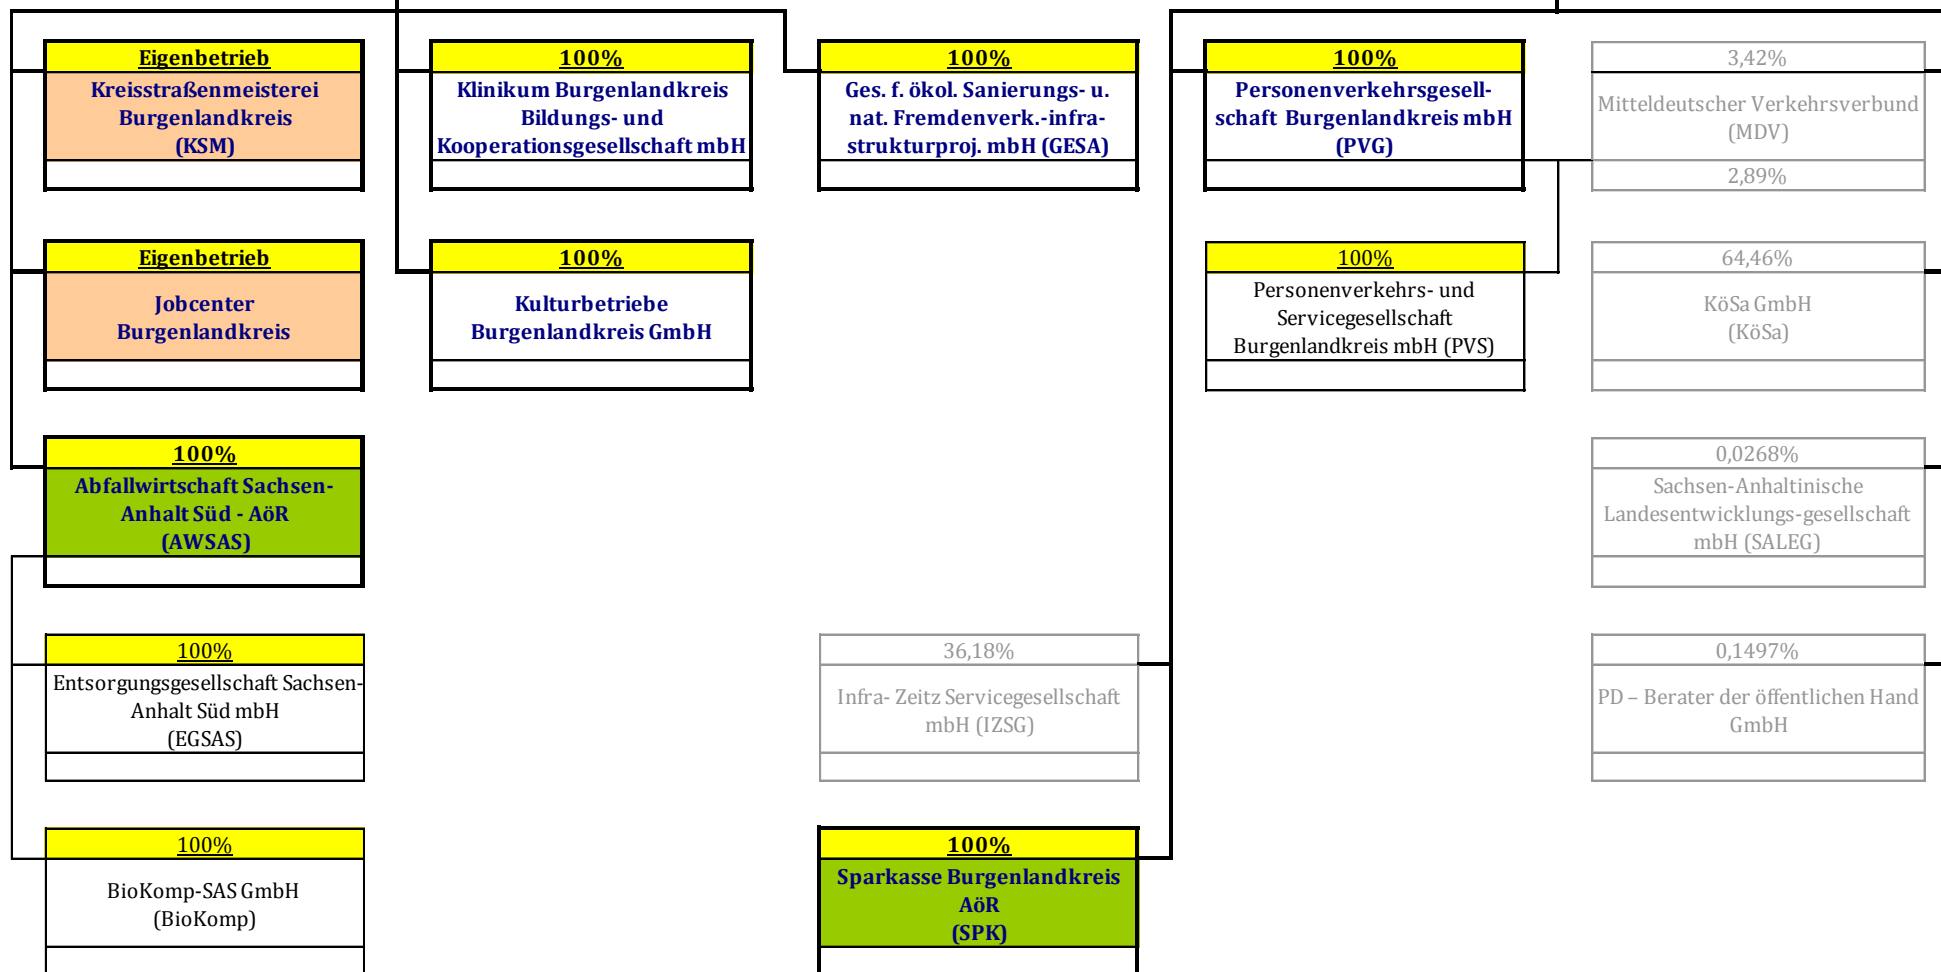 Eigenbetrieb
Kreisstraßenmeisterei
Burgenlandkreis
(KSM)
100%
Klinikum Burgenlandkreis
Bildungs- und
Kooperationsgesellschaft mbH
100%
Ges. f. ökol. Sanierungs- u.
nat. Fremdenverk.-infra-
strukturproj. mbH (GESA)
100%
Personenverkehrsgesell-
schaft Burgenlandkreis mbH
(PVG)
3,42%
Mitteldeutscher Verkehrsverbund
(MDV)
2,89%
Eigenbetrieb
Jobcenter
Burgenlandkreis
100%
Kulturbetriebe
Burgenlandkreis GmbH
100%
Personenverkehrs- und
Servicegesellschaft
Burgenlandkreis mbH (PVS)
64,46%
KöSa GmbH
(KöSa)
100%
Abfallwirtschaft Sachsen-
Anhalt Süd - AöR
(AWSAS)
0,0268%
Sachsen-Anhaltinische
Landesentwicklungs-gesellschaft
mbH (SALEG)
100%
Entsorgungsgesellschaft Sachsen-
Anhalt Süd mbH
(EGSAS)
36,18%
Infra- Zeitz Servicegesellschaft
mbH (IZSG)
0,1497%
PD – Berater der öffentlichen Hand
GmbH
100%
BioKomp-SAS GmbH
(BioKomp)
100%
Sparkasse Burgenlandkreis
AöR
(SPK)